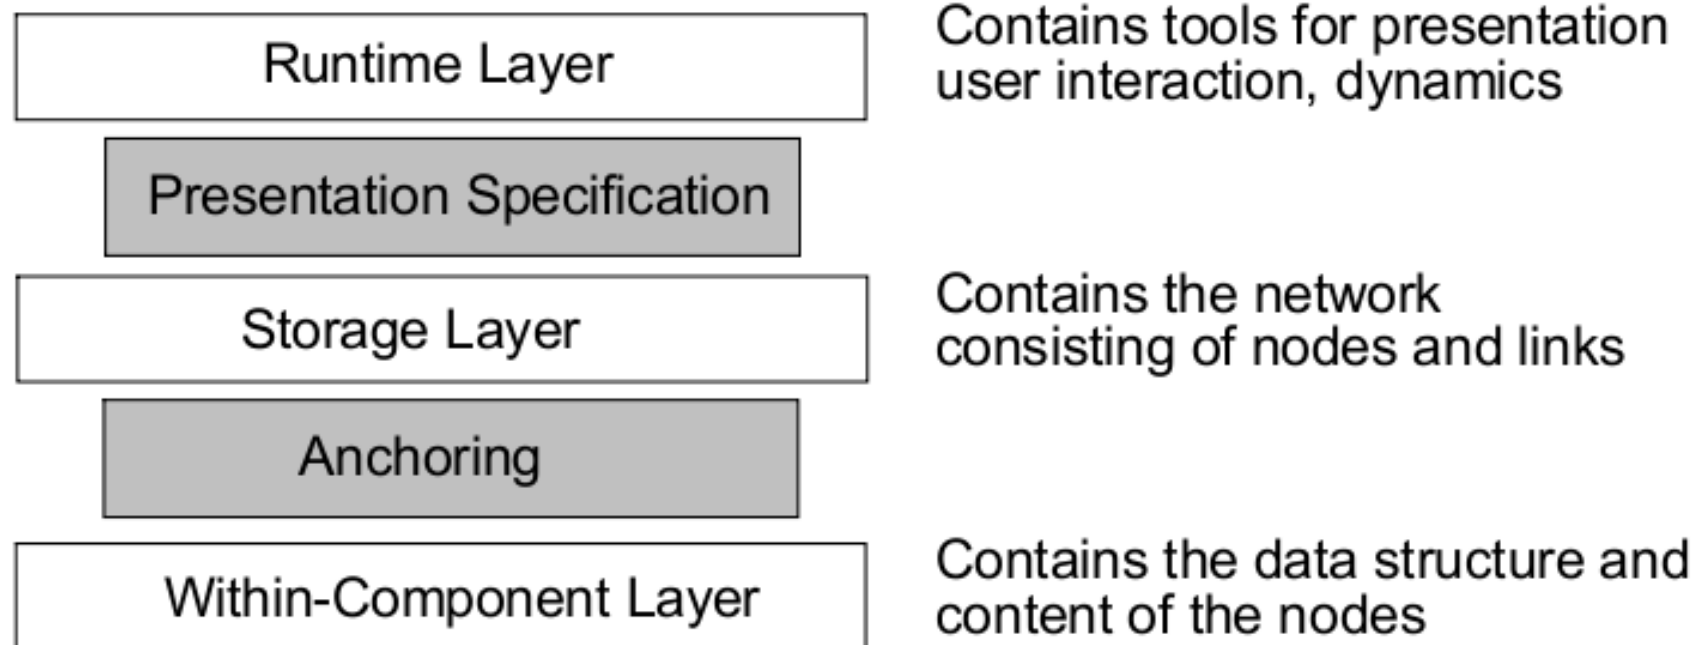 Runtime Layer
Contains tools for presentation
user interaction, dynamics
Presentation Specification
Storage Layer
Contains the network
consisting of nodes and links
Anchoring
Within-Component Layer
Contains the data structure and
content of the nodes